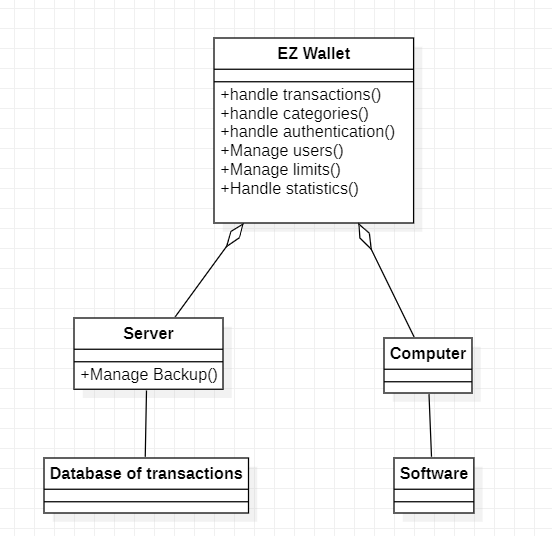 EZ Wallet
+handle transactions()
+handle categories()
+handle authentication()
+Manage users()
+Manage limits()
+Handle statistics()
Server
+Manage Backup()
Computer
Database of transactions
Software